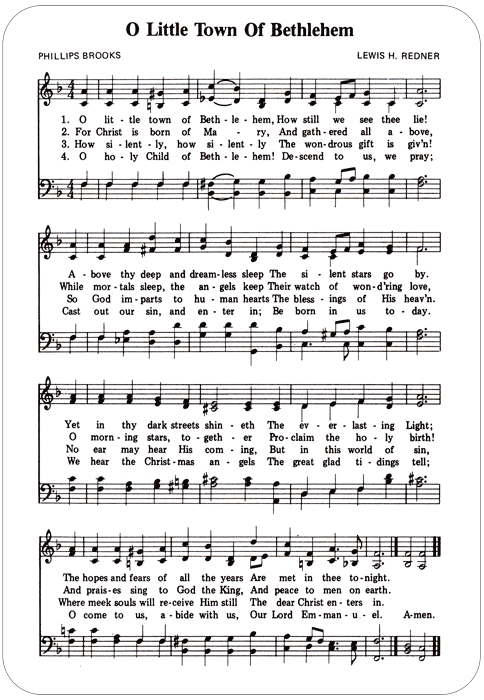 O Little Town Of Bethlehem
PHILLIPS BROOKS LEWIS H. REDNER
1. O lit - tle town of Beth - le - hem, How still we see thee lie!
2. For Christ is born of Ma - ry, And gath - ered all a - bove,
3. How si - lent - ly, how si - lent - ly The won - drous gift is giv'n!
4. O ho - ly Child of Beth - le - hem! De - scend to us, we pray;
A - bove thy deep and dream - less sleep The si - lent stars go by.
While mor - tals sleep, the an - gels keep Their watch of won - d'ring love,
So God im - parts to hu - man hearts The bless - ings of His heav'n.
Cast out our sin, and en - ter in; Be born in us to - day.
Yet in thy dark streets shin - eth The ev - er - last - ing Light;
O morn - ing stars, to - geth - er Pro - claim the ho - ly birth!
No ear may hear His com - ing, But in this world of sin,
We hear the Christ - mas an - gels The great glad ti - dings tell;
The hopes and fears of all the years Are met in thee to - night.
And prais - es sing to God the King, And peace to men on earth.
Where meek souls will re - ceive Him still The dear Christ en - ters in.
O come to us, a - bide with us, Our Lord Em - man - u - el. A - men.